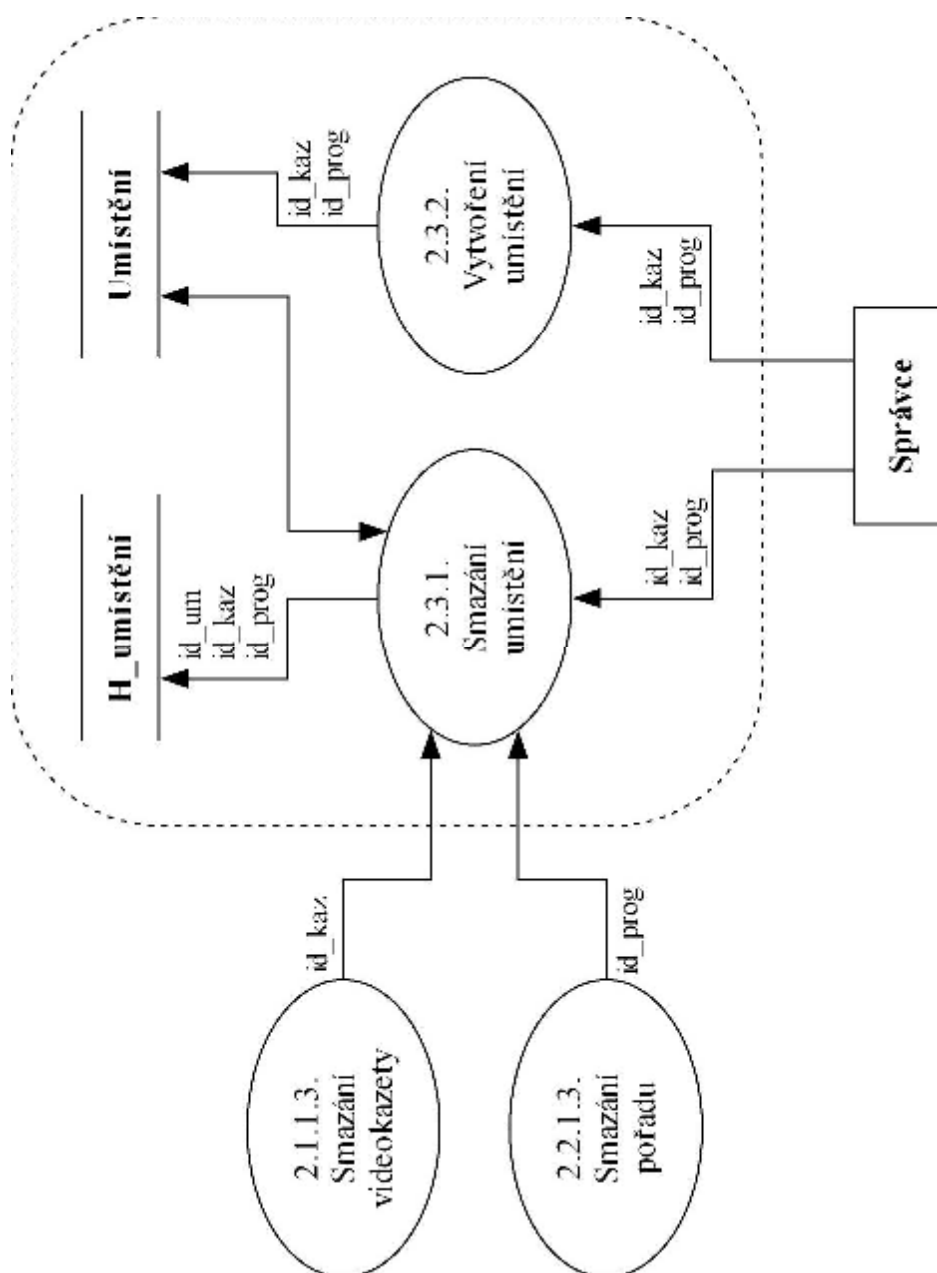 2.1.1.3.
Smazání
videokazety
id_kaz
2.2.1.3.
Smazání
pořadu
id_prog
H_umístění
id_um
id_kaz
id_prog
2.3.1.
Smazání
umístění
id_kaz
id_prog
Umístění
id_kaz
id_prog
2.3.2.
Vytvoření
umístění
id_kaz
id_prog
Správce